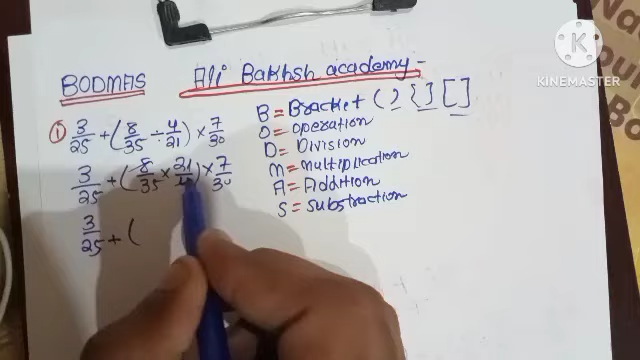 BODMAS Ali Bakhsh academy-
① 3/25 + (8/35 ÷ 4/21) × 7/30
3/25 + (8/35 × 21/4) × 7/30
3/25 + (
B = Bracket ( ) { } [ ]
O = operation
D = Division
M = multiplication
A = Addition
S = substraction
KINEMASTER